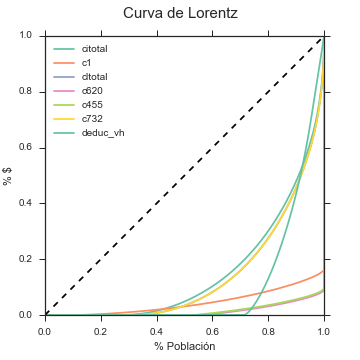 Curva de Lorentz
1.0
0.8
0.6
0.4
0.2
0.0
% $
citotal
c1
cltotal
c620
c455
c732
deduc_vh
0.0 0.2 0.4 0.6 0.8 1.0
% Población